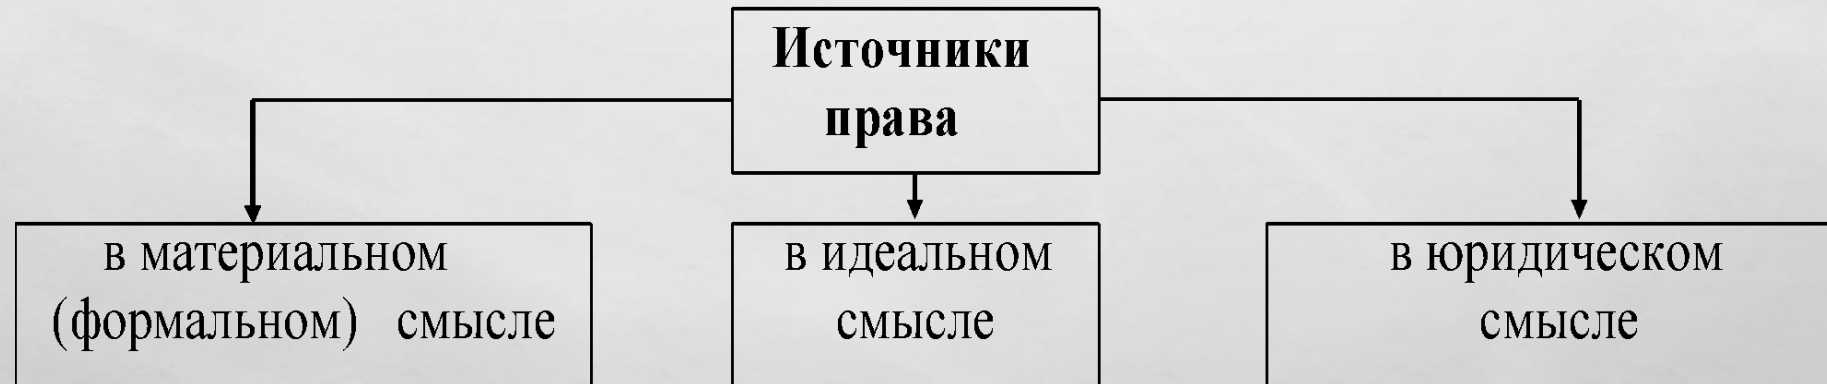 Источники
права
в материальном
(формальном) смысле
в идеальном
смысле
в юридическом
смысле